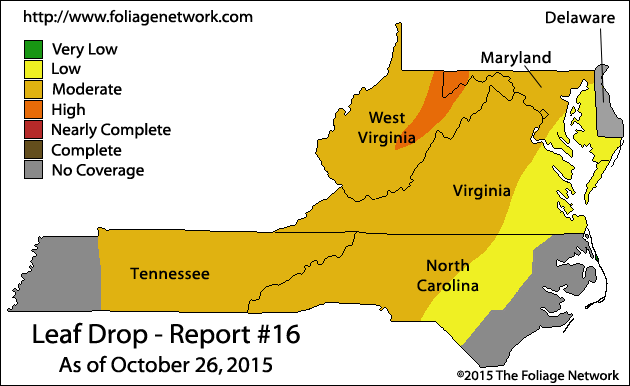 http://www.foliagenetwork.com
Delaware
Very Low
Low
Moderate
High
Nearly Complete
Complete
No Coverage
Maryland
West
Virginia
Virginia
Tennessee
North
Carolina
Leaf Drop - Report #16
As of October 26, 2015
©2015 The Foliage Network